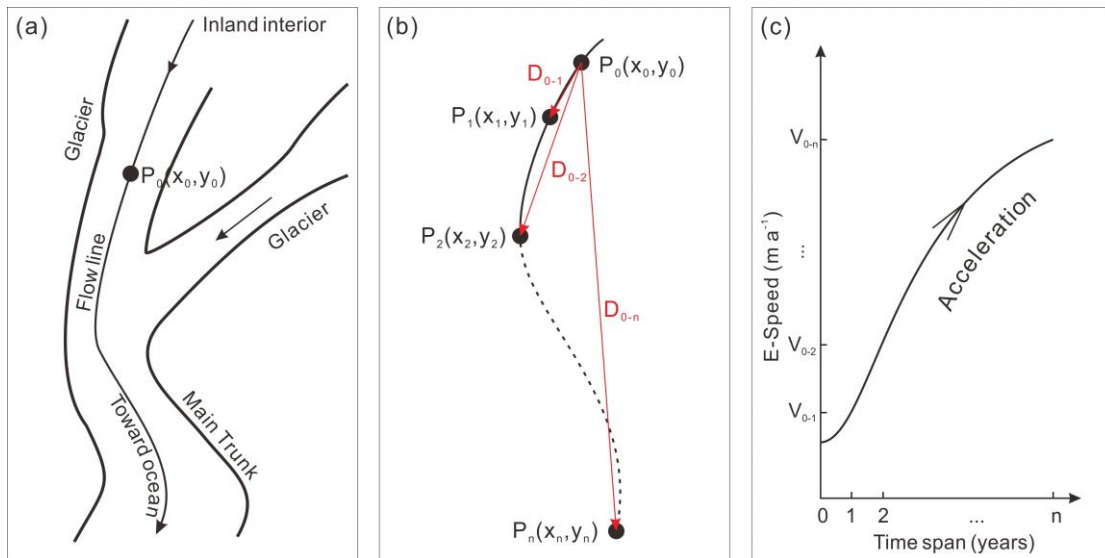 (a)
Inland interior
Glacier
P₀(x₀,y₀)
Glacier
Flow line
Toward ocean
Main Trunk
(b)
P₀(x₀,y₀)
D₀₋₁
P₁(x₁,y₁)
D₀₋₂
P₂(x₂,y₂)
D₀₋ₙ
Pₙ(xₙ,yₙ)
(c)
E-Speed (m a⁻¹)
V₀₋ₙ
...
V₀₋₂
V₀₋₁
Acceleration
0 1 2 ... n
Time span (years)